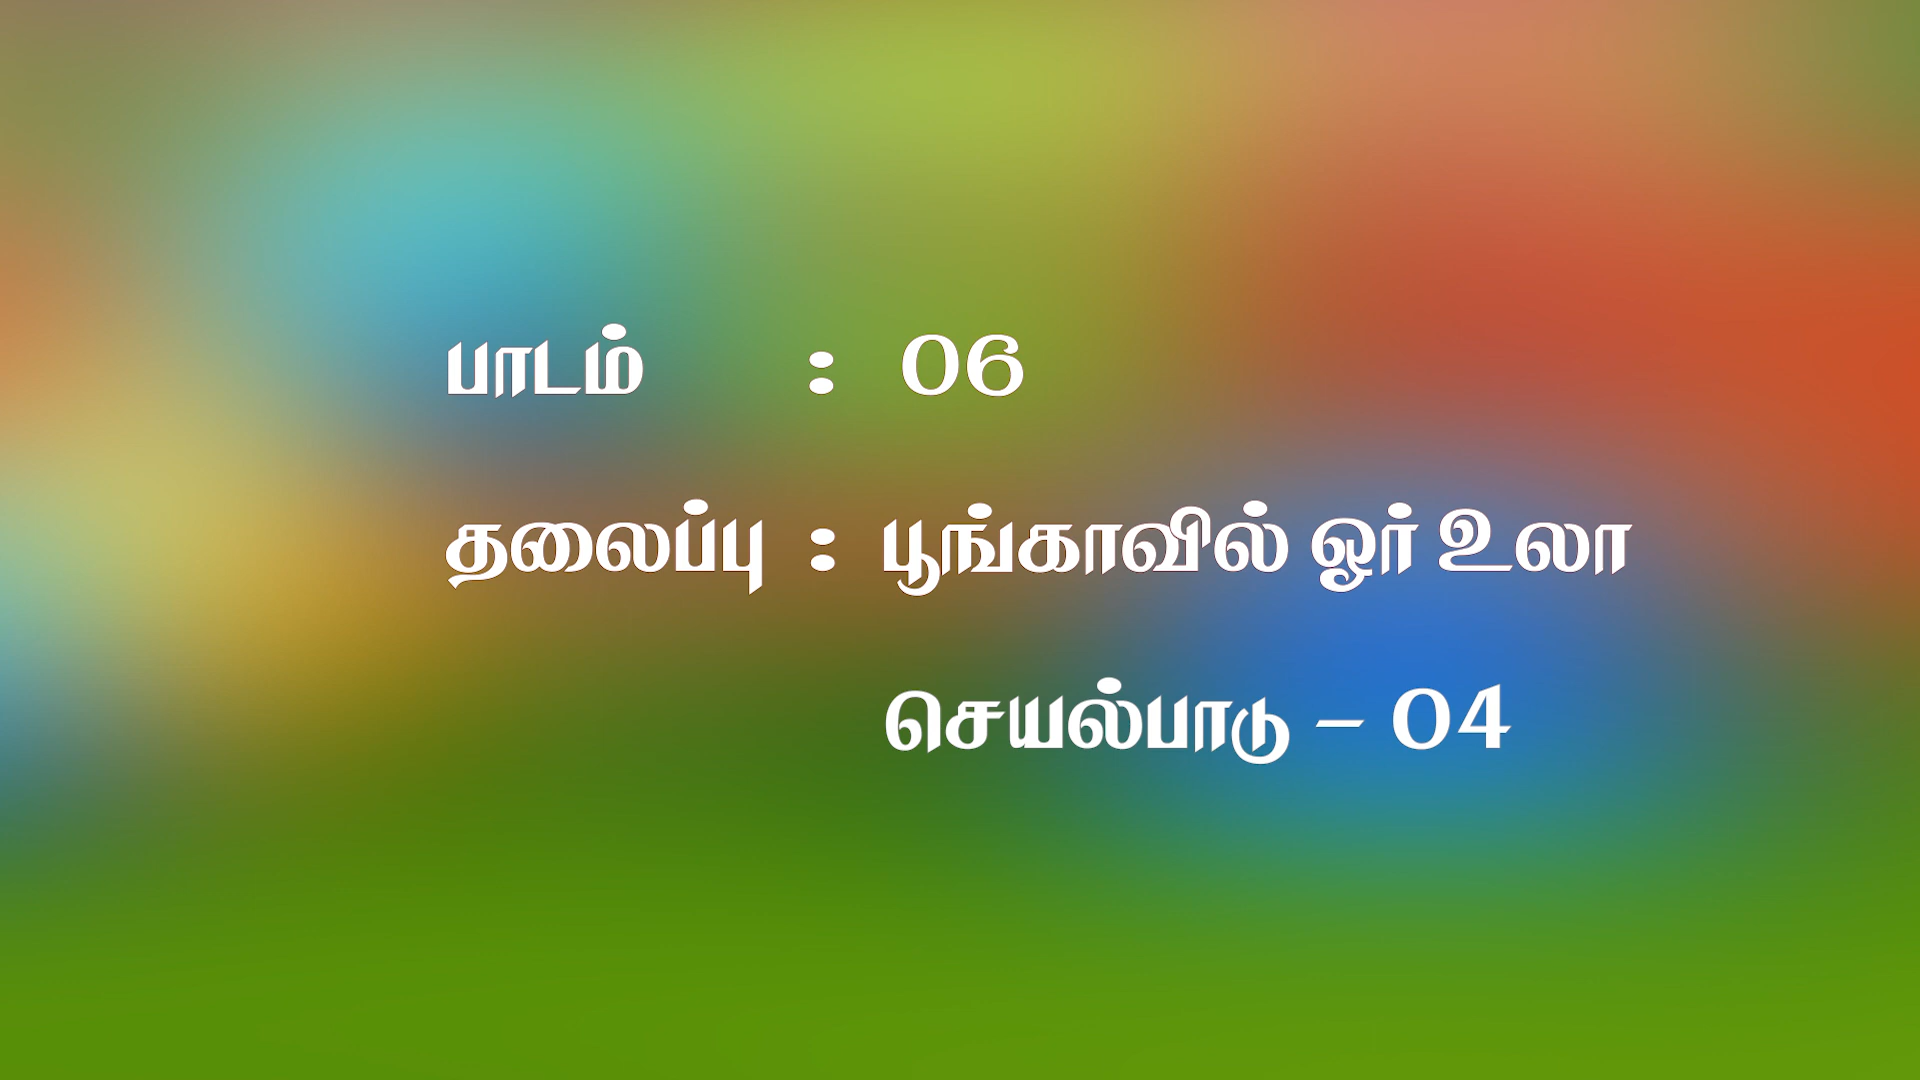 பாடம் : 06
தலைப்பு : பூங்காவில் ஓர் உலா
செயல்பாடு – 04